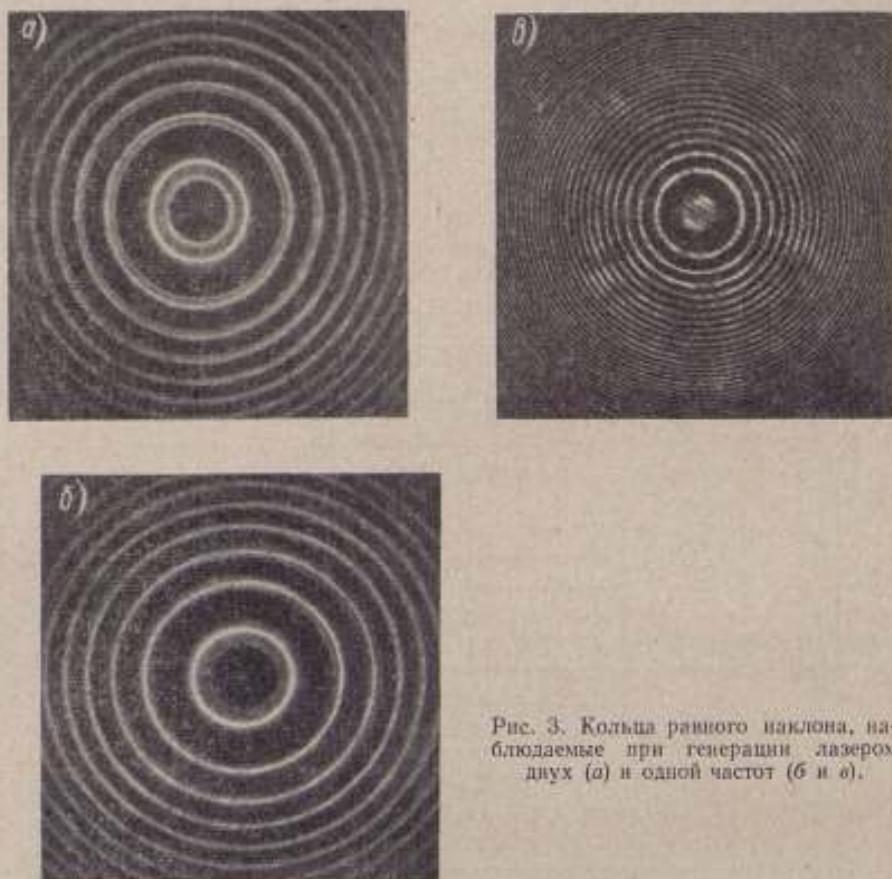 а)
в)
б)
Рис. 3. Кольца равного наклона, на-
блюдаемые при генерации лазером
двух (а) и одной частот (б и в).